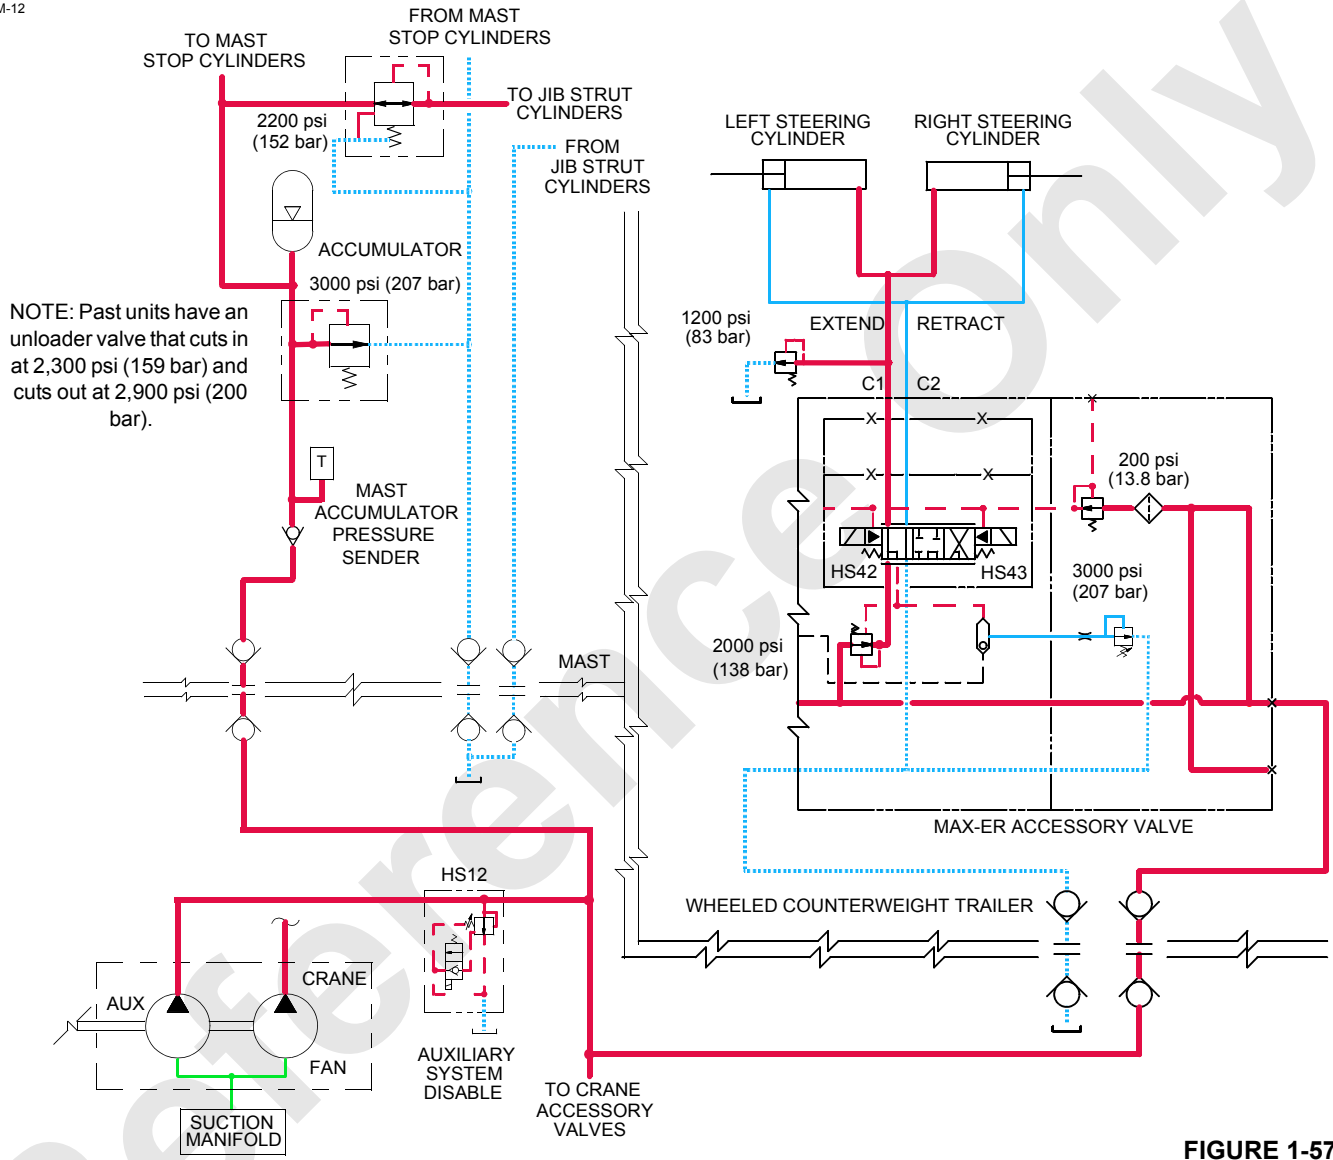 M-12
FROM MAST
STOP CYLINDERS
TO MAST
STOP CYLINDERS
2200 psi
(152 bar)
TO JIB STRUT
CYLINDERS
FROM
JIB STRUT
CYLINDERS
ACCUMULATOR
3000 psi (207 bar)
NOTE: Past units have an
unloader valve that cuts in
at 2,300 psi (159 bar) and
cuts out at 2,900 psi (200
bar).
T
MAST
ACCUMULATOR
PRESSURE
SENDER
MAST
LEFT STEERING
CYLINDER
RIGHT STEERING
CYLINDER
1200 psi
(83 bar)
EXTEND
RETRACT
C1
C2
X
X
X
X
200 psi
(13.8 bar)
HS42
HS43
3000 psi
(207 bar)
2000 psi
(138 bar)
MAX-ER ACCESSORY VALVE
WHEELED COUNTERWEIGHT TRAILER
HS12
CRANE
AUX
FAN
SUCTION
MANIFOLD
AUXILIARY
SYSTEM
DISABLE
TO CRANE
ACCESSORY
VALVES
FIGURE 1-57
Reference Only